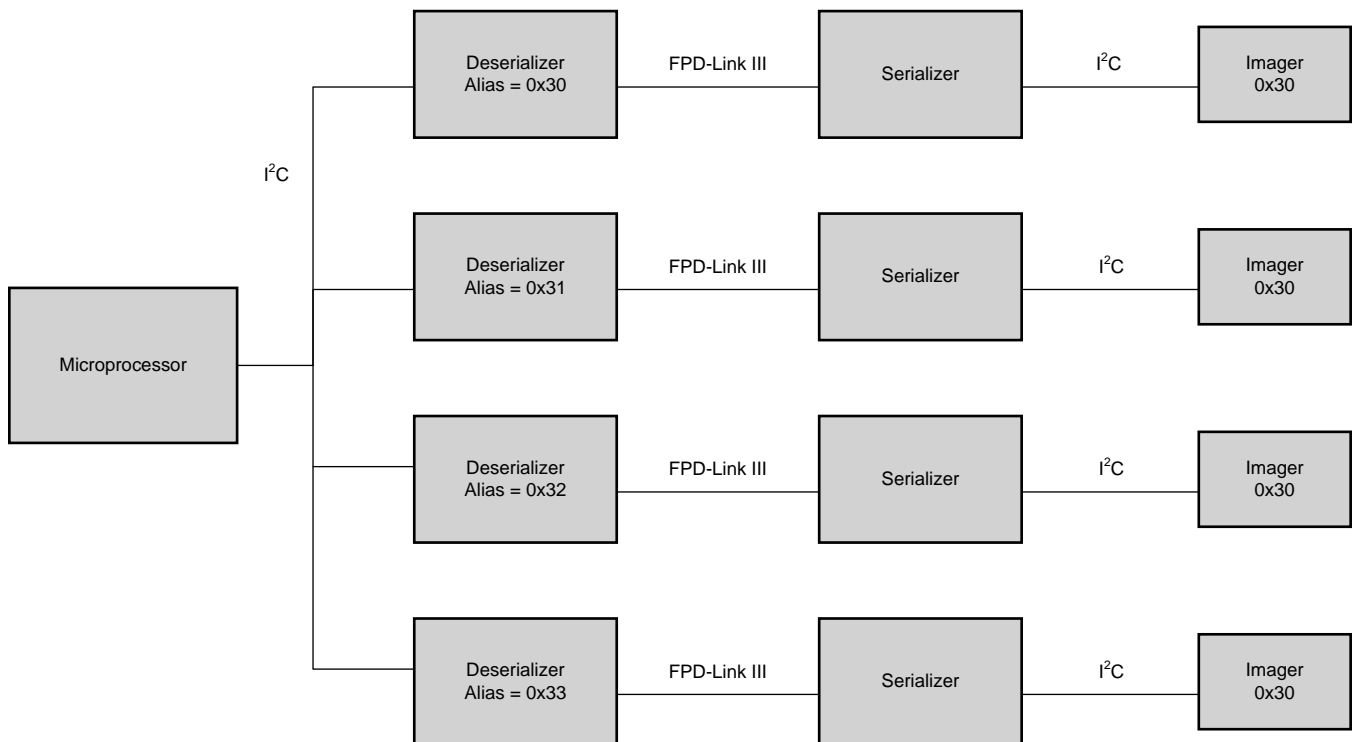 Deserializer
Alias = 0x30
FPD-Link III
Serializer
I²C
Imager
0x30
I²C
Deserializer
Alias = 0x31
FPD-Link III
Serializer
I²C
Imager
0x30
Microprocessor
Deserializer
Alias = 0x32
FPD-Link III
Serializer
I²C
Imager
0x30
Deserializer
Alias = 0x33
FPD-Link III
Serializer
I²C
Imager
0x30